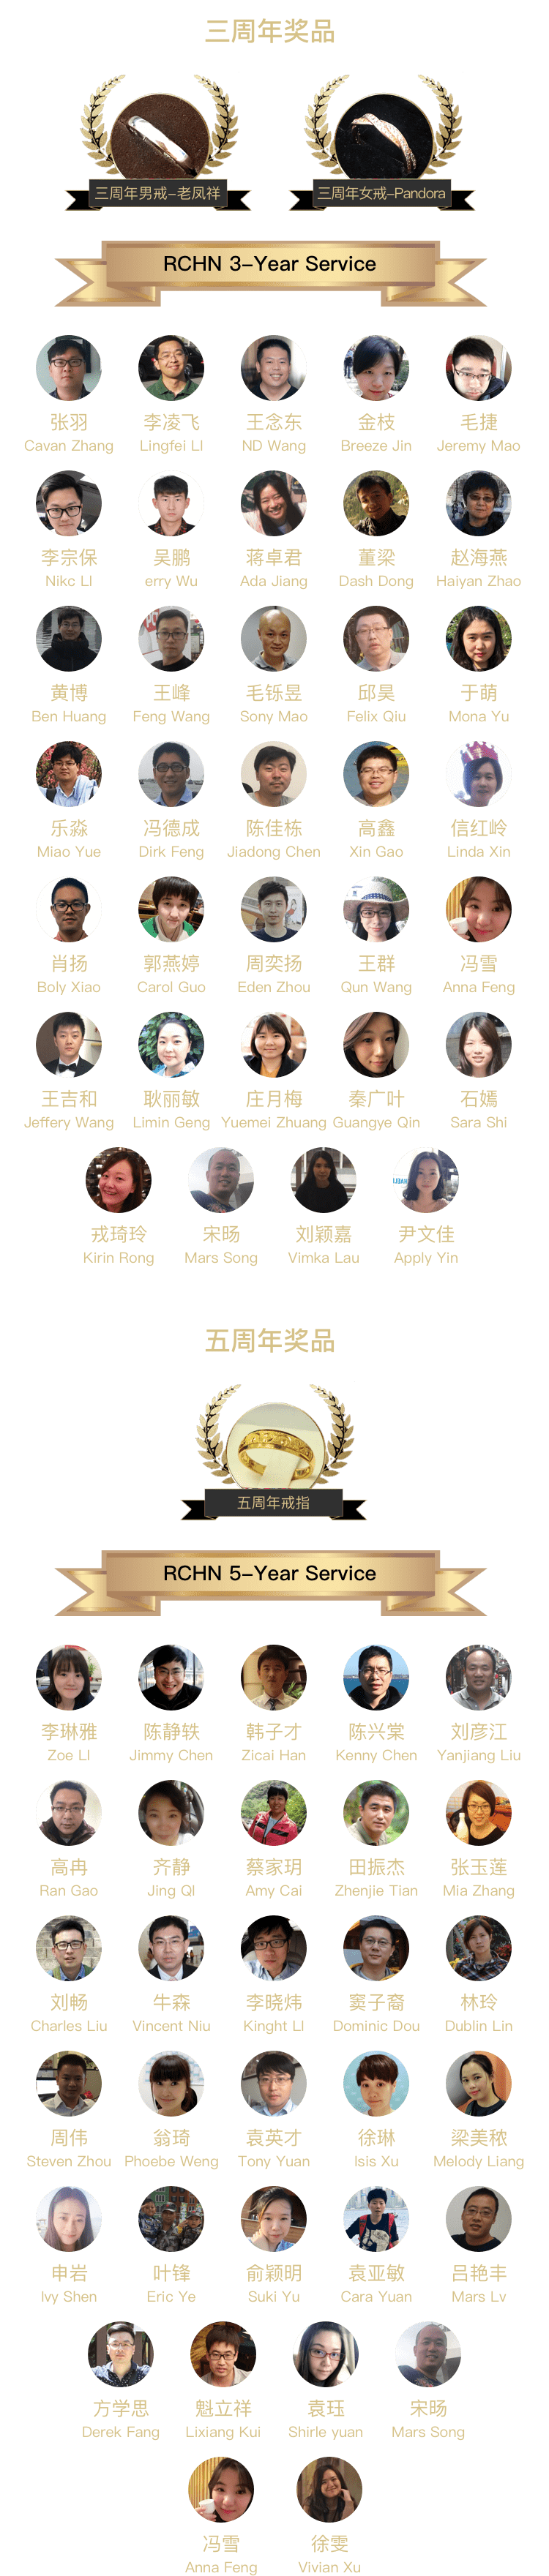 三周年奖品
三周年男戒-老凤祥 三周年女戒-Pandora
RCHN 3-Year Service
张羽 李凌飞 王念东 金枝 毛捷
Cavan Zhang Lingfei LI ND Wang Breeze Jin Jeremy Mao
李宗保 吴鹏 蒋卓君 董梁 赵海燕
Nikc LI erry Wu Ada Jiang Dash Dong Haiyan Zhao
黄博 王峰 毛铄昱 邱昊 于萌
Ben Huang Feng Wang Sony Mao Felix Qiu Mona Yu
乐淼 冯德成 陈佳栋 高鑫 信红岭
Miao Yue Dirk Feng Jiadong Chen Xin Gao Linda Xin
肖扬 郭燕婷 周奕扬 王群 冯雪
Boly Xiao Carol Guo Eden Zhou Qun Wang Anna Feng
王吉和 耿丽敏 庄月梅 秦广叶 石嫣
Jeffery Wang Limin Geng Yuemei Zhuang Guangye Qin Sara Shi
戎琦玲 宋旸 刘颖嘉 尹文佳
Kirin Rong Mars Song Vimka Lau Apply Yin
五周年奖品
五周年戒指
RCHN 5-Year Service
李琳雅 陈静轶 韩子才 陈兴棠 刘彦江
Zoe LI Jimmy Chen Zicai Han Kenny Chen Yanjiang Liu
高冉 齐静 蔡家玥 田振杰 张玉莲
Ran Gao Jing QI Amy Cai Zhenjie Tian Mia Zhang
刘畅 牛森 李晓炜 窦子裔 林玲
Charles Liu Vincent Niu Kinght LI Dominic Dou Dublin Lin
周伟 翁琦 袁英才 徐琳 梁美秾
Steven Zhou Phoebe Weng Tony Yuan Isis Xu Melody Liang
申岩 叶锋 俞颖明 袁亚敏 吕艳丰
Ivy Shen Eric Ye Suki Yu Cara Yuan Mars Lv
方学思 魁立祥 袁珏 宋旸
Derek Fang Lixiang Kui Shirle yuan Mars Song
冯雪 徐雯
Anna Feng Vivian Xu